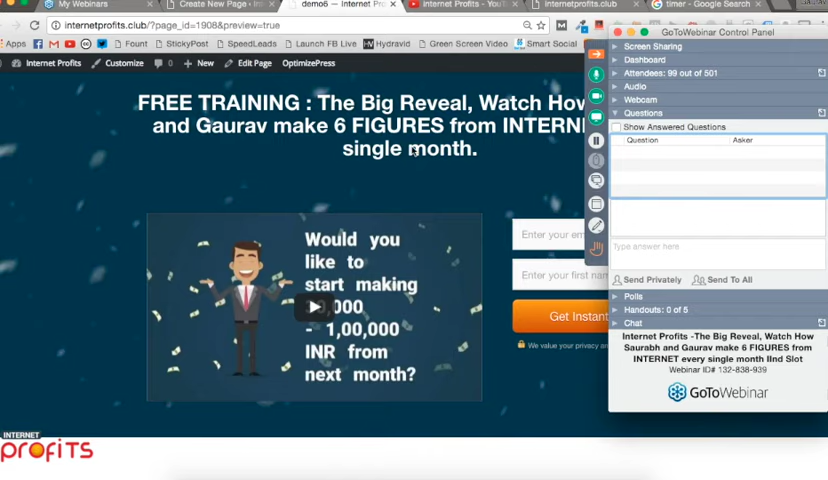 My Webinars
Create New Page ‹ Int
demo6 — Internet Pro
Internet Profits - YouT
internetprofits.club
timer - Google Search
internetprofits.club/?page_id=1908&preview=true
Apps
Fount
StickyPost
SpeedLeads
Launch FB Live
Hydravid
Green Screen Video
Smart Social
Internet Profits
Customize
0
New
Edit Page
OptimizePress
FREE TRAINING : The Big Reveal, Watch How
and Gaurav make 6 FIGURES from INTERN
single month.
Would you
like to
start making
0,000
- 1,00,000
INR from
next month?
Enter your em
Enter your first nam
Get Instant
We value your privacy an
INTERNET
profiTS
GoToWebinar Control Panel
Screen Sharing
Dashboard
Attendees: 99 out of 501
Audio
Webcam
Questions
Show Answered Questions
Question
Asker
Type answer here
Send Privately
Send To All
Polls
Handouts: 0 of 5
Chat
Internet Profits -The Big Reveal, Watch How
Saurabh and Gaurav make 6 FIGURES from
INTERNET every single month IInd Slot
Webinar ID# 132-838-939
GoToWebinar